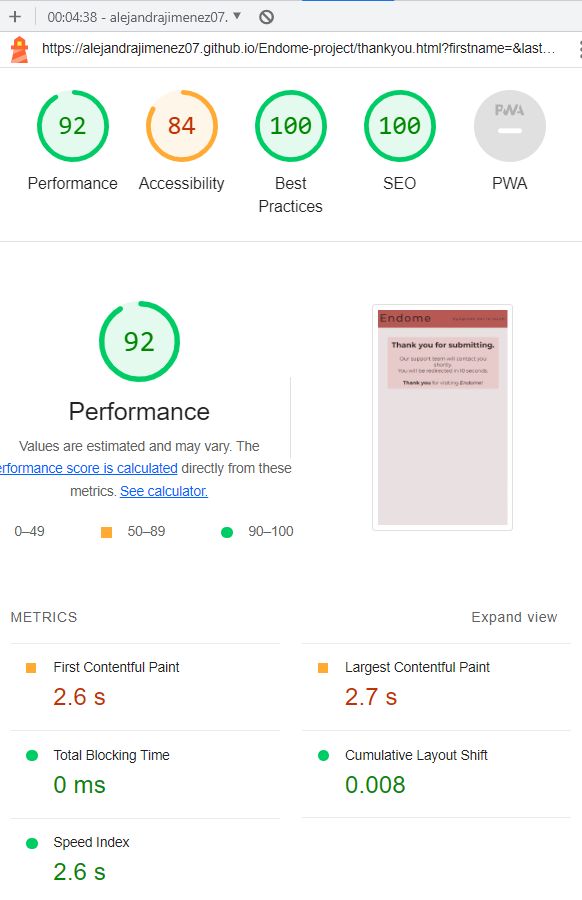 00:04:38 - alejandrajimenez07.
https://alejandrajimenez07.github.io/Endome-project/thankyou.html?firstname=&last…
92
84
100
100
PWA
Performance
Accessibility
Best
Practices
SEO
PWA
92
Performance
Values are estimated and may vary. The
erformance score is calculated directly from these
metrics. See calculator.
0–49
50–89
90–100
Endome
Thank you for submitting.
Our support team will contact you
shortly.
You will be redirected in 10 seconds.
Thank you for visiting Endome!
METRICS
Expand view
First Contentful Paint
2.6 s
Largest Contentful Paint
2.7 s
Total Blocking Time
0 ms
Cumulative Layout Shift
0.008
Speed Index
2.6 s